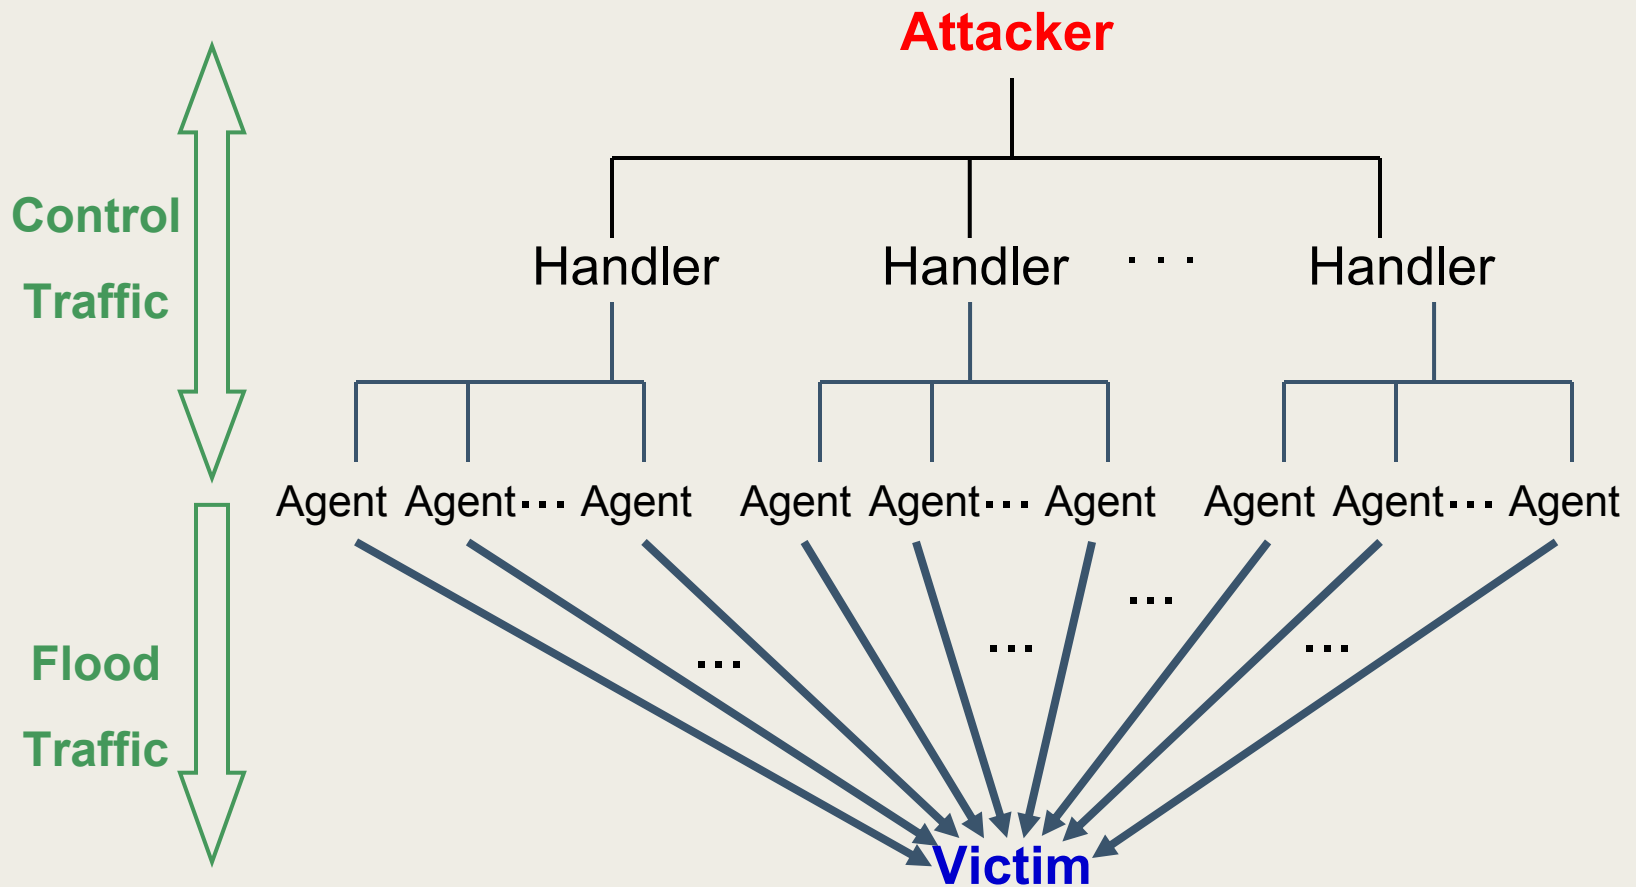 Attacker
Control
Traffic
Handler Handler . . . Handler
Agent Agent ... Agent Agent Agent ... Agent Agent Agent ... Agent
...
... ... ...
Flood
Traffic
Victim